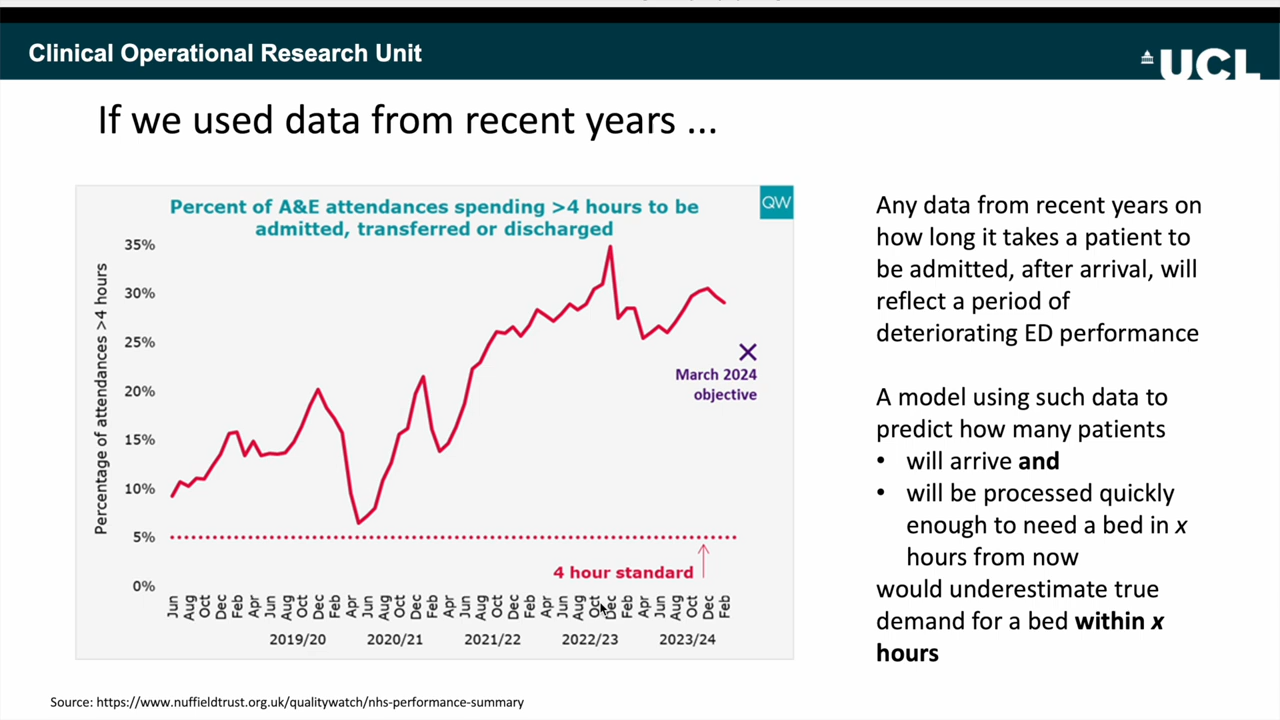 Clinical Operational Research Unit
UCL
If we used data from recent years ...
Percent of A&E attendances spending >4 hours to be
admitted, transferred or discharged
QW
Percentage of attendances >4 hours
35%
30%
25%
20%
15%
10%
5%
0%
March 2024
objective
4 hour standard
Jun Aug Oct Dec Feb Apr Jun Aug Oct Dec Feb Apr Jun Aug Oct Dec Feb Apr Jun Aug Oct Dec Feb Apr Jun Aug Oct Dec Feb Apr Jun Aug Oct Dec Feb
2019/20 2020/21 2021/22 2022/23 2023/24
Any data from recent years on
how long it takes a patient to
be admitted, after arrival, will
reflect a period of
deteriorating ED performance
A model using such data to
predict how many patients
• will arrive and
• will be processed quickly
enough to need a bed in x
hours from now
would underestimate true
demand for a bed within x
hours
Source: https://www.nuffieldtrust.org.uk/qualitywatch/nhs-performance-summary